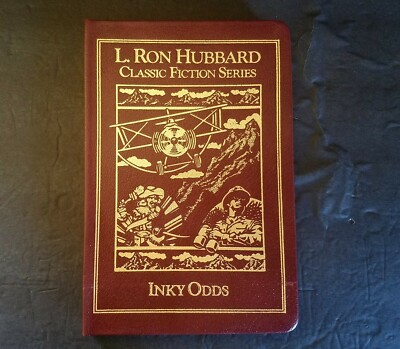 L. RON HUBBARD
CLASSIC FICTION SERIES
INKY ODDS